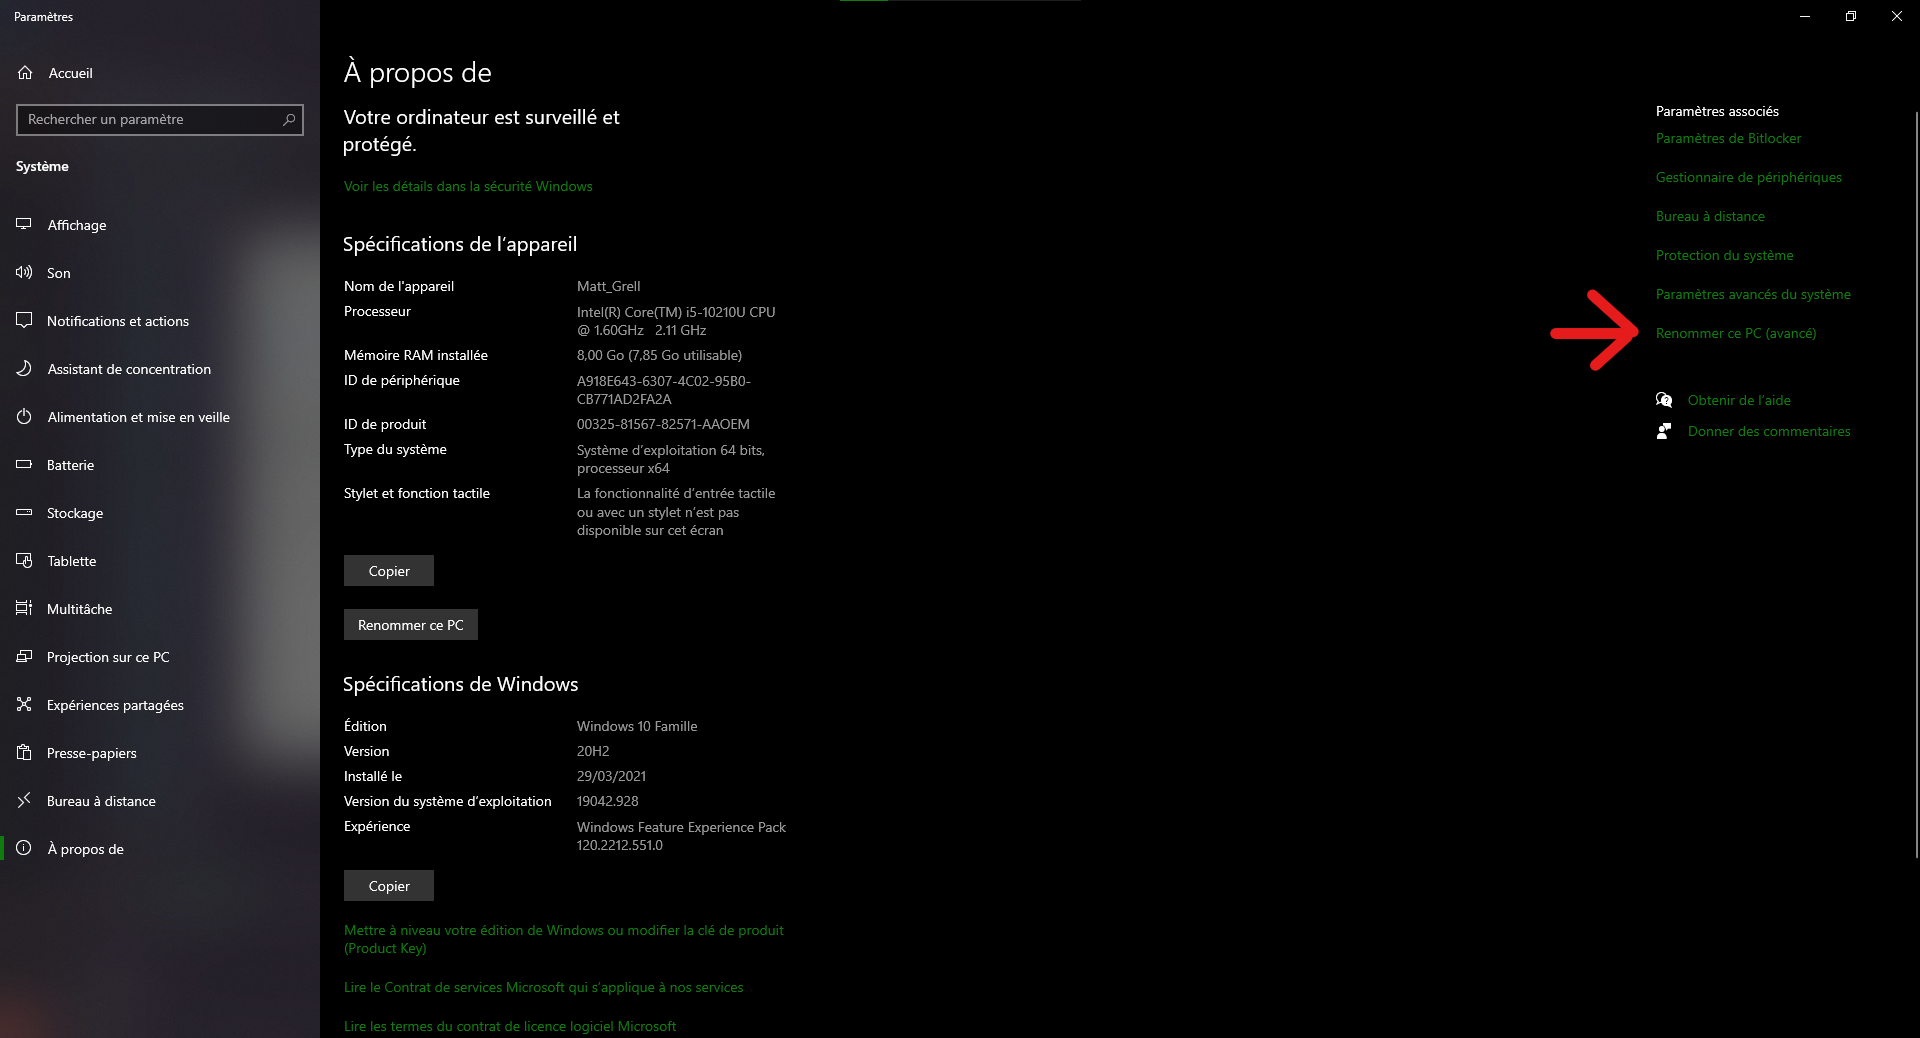 Paramètres
Accueil
Rechercher un paramètre
Système
Affichage
Son
Notifications et actions
Assistant de concentration
Alimentation et mise en veille
Batterie
Stockage
Tablette
Multitâche
Projection sur ce PC
Expériences partagées
Presse-papiers
Bureau à distance
À propos de
À propos de
Votre ordinateur est surveillé et
protégé.
Voir les détails dans la sécurité Windows
Spécifications de l’appareil
Nom de l'appareil Matt_Grell
Processeur Intel(R) Core(TM) i5-10210U CPU
@ 1.60GHz 2.11 GHz
Mémoire RAM installée 8,00 Go (7,85 Go utilisable)
ID de périphérique A918E643-6307-4C02-95B0-
CB771AD2FA2A
ID de produit 00325-81567-82571-AAOEM
Type du système Système d’exploitation 64 bits,
processeur x64
Stylet et fonction tactile La fonctionnalité d’entrée tactile
ou avec un stylet n’est pas
disponible sur cet écran
Copier
Renommer ce PC
Spécifications de Windows
Édition Windows 10 Famille
Version 20H2
Installé le 29/03/2021
Version du système d’exploitation 19042.928
Expérience Windows Feature Experience Pack
120.2212.551.0
Copier
Mettre à niveau votre édition de Windows ou modifier la clé de produit
(Product Key)
Lire le Contrat de services Microsoft qui s’applique à nos services
Lire les termes du contrat de licence logiciel Microsoft
Paramètres associés
Paramètres de Bitlocker
Gestionnaire de périphériques
Bureau à distance
Protection du système
Paramètres avancés du système
Renommer ce PC (avancé)
Obtenir de l’aide
Donner des commentaires